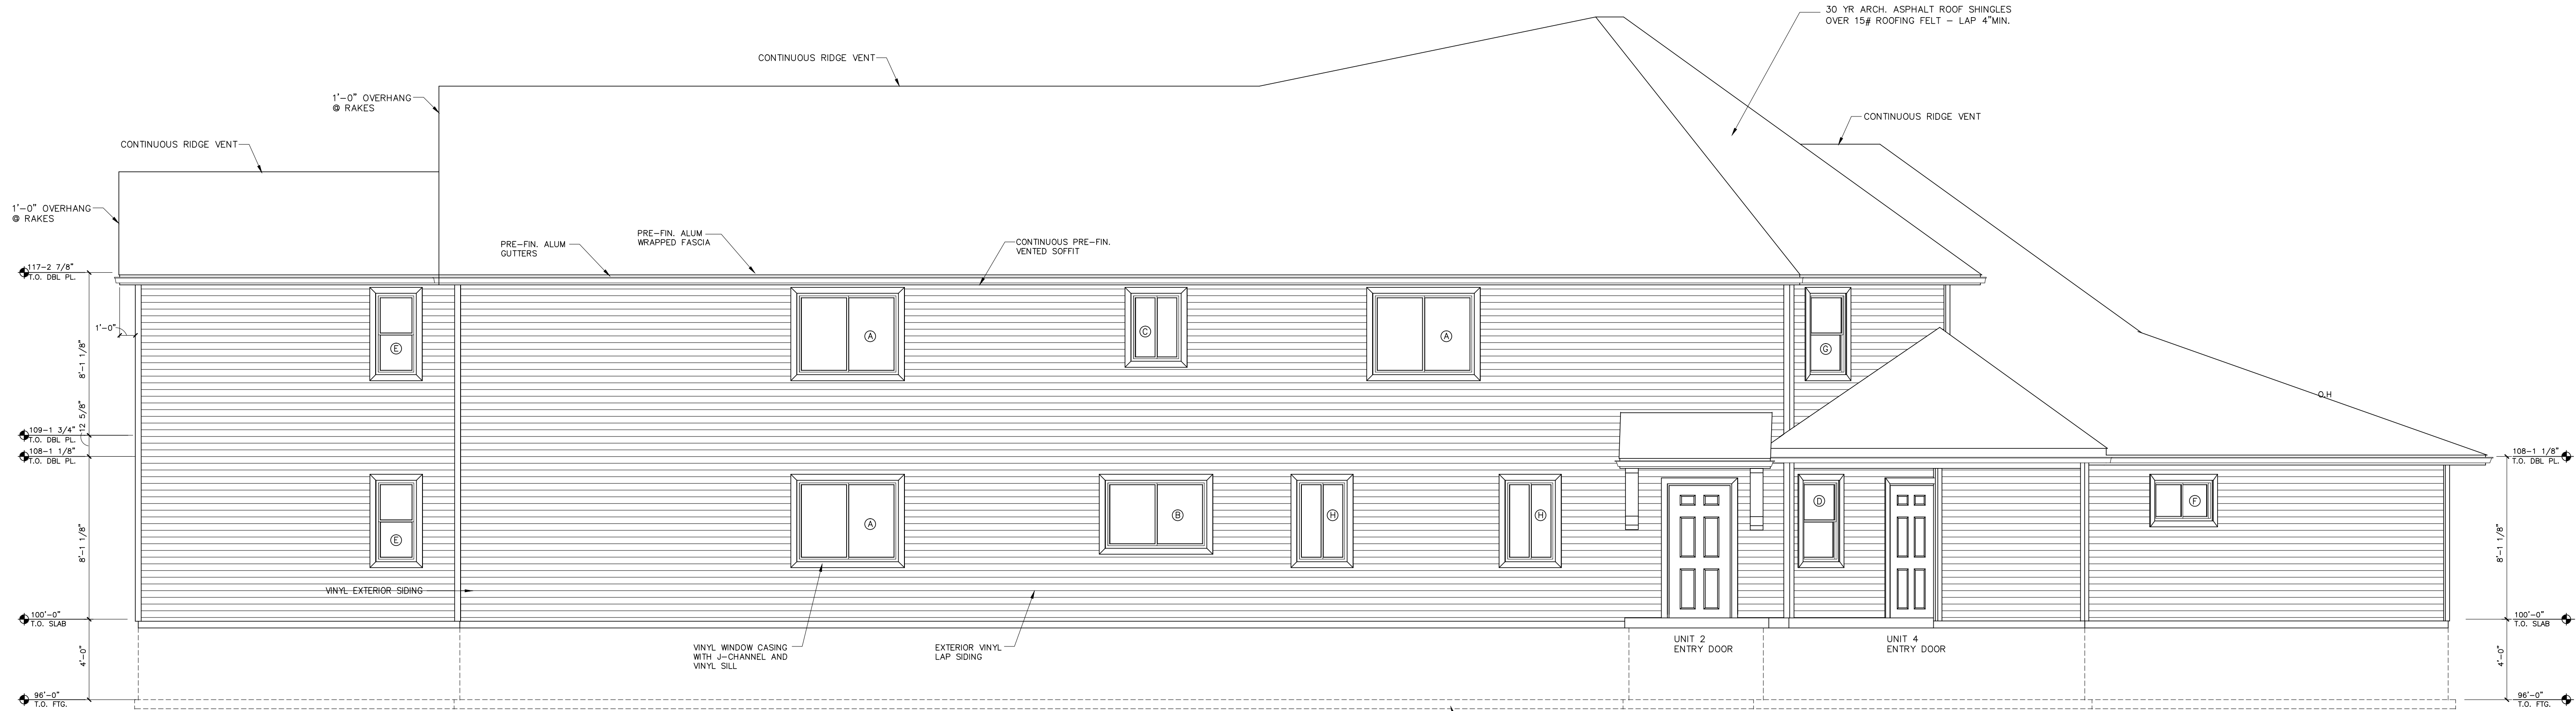 30 YR ARCH. ASPHALT ROOF SHINGLES
OVER 15# ROOFING FELT – LAP 4"MIN.
CONTINUOUS RIDGE VENT
1'–0" OVERHANG
@ RAKES
CONTINUOUS RIDGE VENT
CONTINUOUS RIDGE VENT
1'–0" OVERHANG
@ RAKES
PRE–FIN. ALUM
GUTTERS
PRE–FIN. ALUM
WRAPPED FASCIA
CONTINUOUS PRE–FIN.
VENTED SOFFIT
117–2 7/8"
T.O. DBL PL.
1'–0"
8'–1 1/8"
E
A
C
A
G
12 5/8"
O.H
109–1 3/4"
T.O. DBL PL.
108–1 1/8"
T.O. DBL PL.
108–1 1/8"
T.O. DBL PL.
8'–1 1/8"
E
A
B
H
H
D
F
8'–1 1/8"
VINYL EXTERIOR SIDING
100'–0"
T.O. SLAB
100'–0"
T.O. SLAB
4'–0"
VINYL WINDOW CASING
WITH J–CHANNEL AND
VINYL SILL
EXTERIOR VINYL
LAP SIDING
UNIT 2
ENTRY DOOR
UNIT 4
ENTRY DOOR
4'–0"
96'–0"
T.O. FTG.
96'–0"
T.O. FTG.